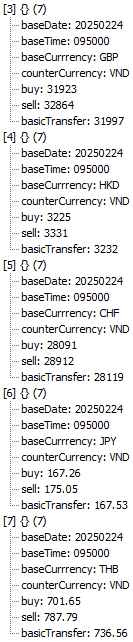 [3] {} (7)
baseDate: 20250224
baseTime: 095000
baseCurrrency: GBP
counterCurrency: VND
buy: 31923
sell: 32864
basicTransfer: 31997
[4] {} (7)
baseDate: 20250224
baseTime: 095000
baseCurrrency: HKD
counterCurrency: VND
buy: 3225
sell: 3331
basicTransfer: 3232
[5] {} (7)
baseDate: 20250224
baseTime: 095000
baseCurrrency: CHF
counterCurrency: VND
buy: 28091
sell: 28912
basicTransfer: 28119
[6] {} (7)
baseDate: 20250224
baseTime: 095000
baseCurrrency: JPY
counterCurrency: VND
buy: 167.26
sell: 175.05
basicTransfer: 167.53
[7] {} (7)
baseDate: 20250224
baseTime: 095000
baseCurrrency: THB
counterCurrency: VND
buy: 701.65
sell: 787.79
basicTransfer: 736.56